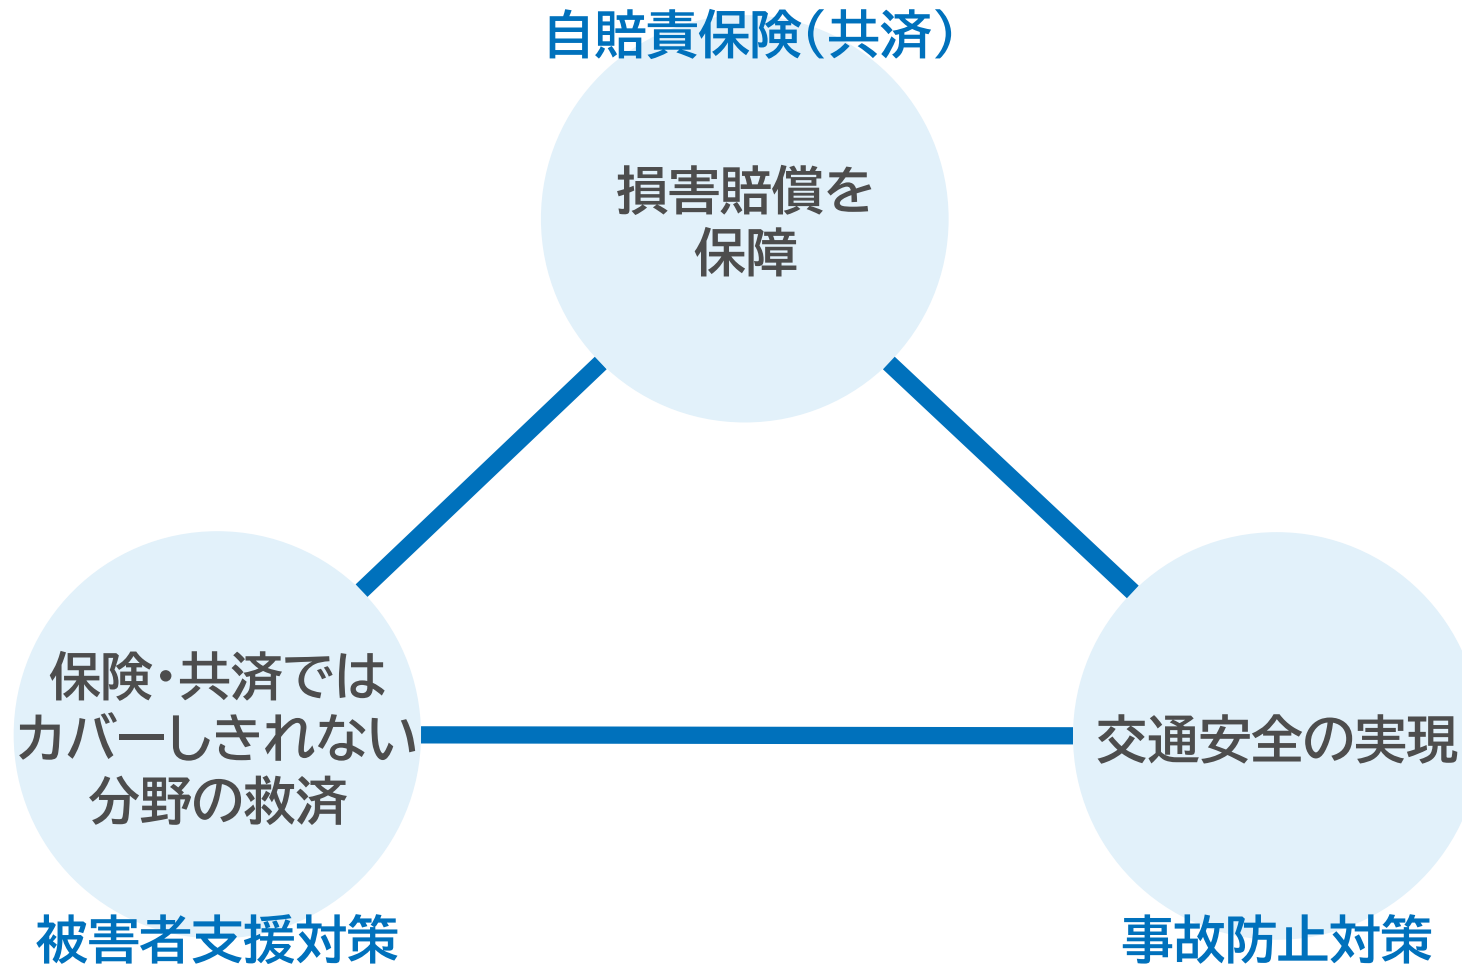 自賠責保険（共済）
損害賠償を
保障
保険・共済では
カバーしきれない
分野の救済
被害者支援対策
交通安全の実現
事故防止対策